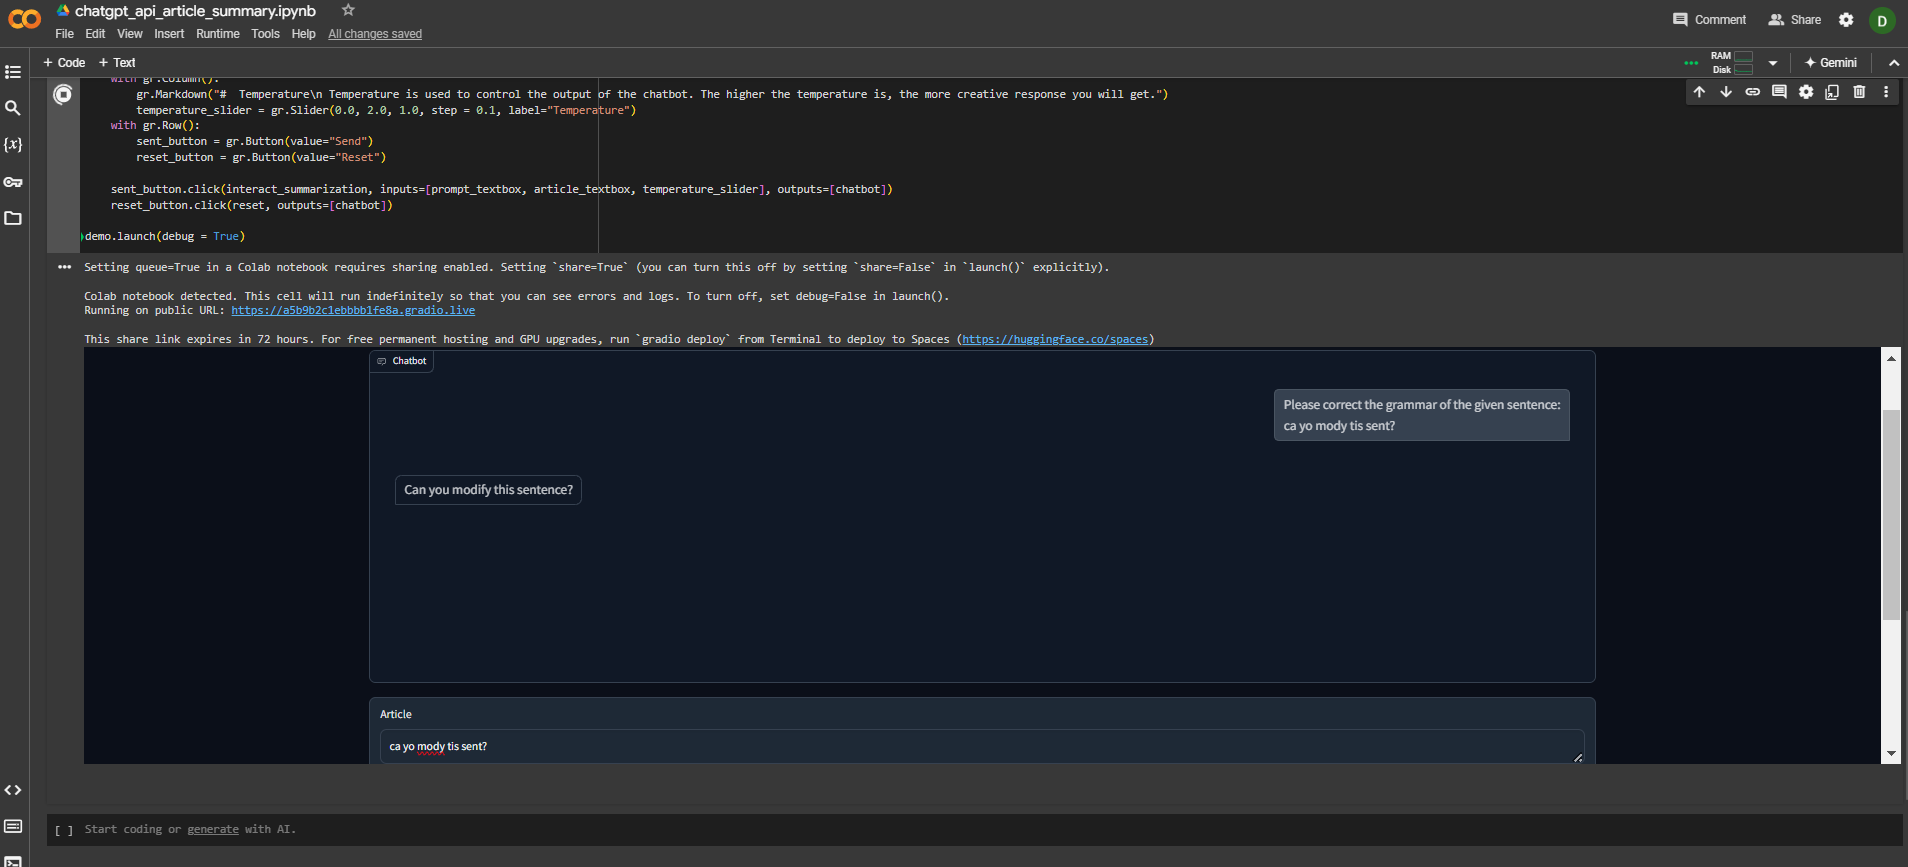 chatgpt_api_article_summary.ipynb
File Edit View Insert Runtime Tools Help All changes saved
Comment Share D
+ Code + Text
RAM
Disk
Gemini
with gr.Column():
gr.Markdown("#  Temperature\n Temperature is used to control the output of the chatbot. The higher the temperature is, the more creative response you will get.")
temperature_slider = gr.Slider(0.0, 2.0, 1.0, step = 0.1, label="Temperature")
with gr.Row():
sent_button = gr.Button(value="Send")
reset_button = gr.Button(value="Reset")
sent_button.click(interact_summarization, inputs=[prompt_textbox, article_textbox, temperature_slider], outputs=[chatbot])
reset_button.click(reset, outputs=[chatbot])
demo.launch(debug = True)
Setting queue=True in a Colab notebook requires sharing enabled. Setting `share=True` (you can turn this off by setting `share=False` in `launch()` explicitly).
Colab notebook detected. This cell will run indefinitely so that you can see errors and logs. To turn off, set debug=False in launch().
Running on public URL: https://a5b9b2c1ebbbb1fe8a.gradio.live
This share link expires in 72 hours. For free permanent hosting and GPU upgrades, run `gradio deploy` from Terminal to deploy to Spaces (https://huggingface.co/spaces)
Chatbot
Please correct the grammar of the given sentence:
ca yo mody tis sent?
Can you modify this sentence?
Article
ca yo mody tis sent?
[ ] Start coding or generate with AI.